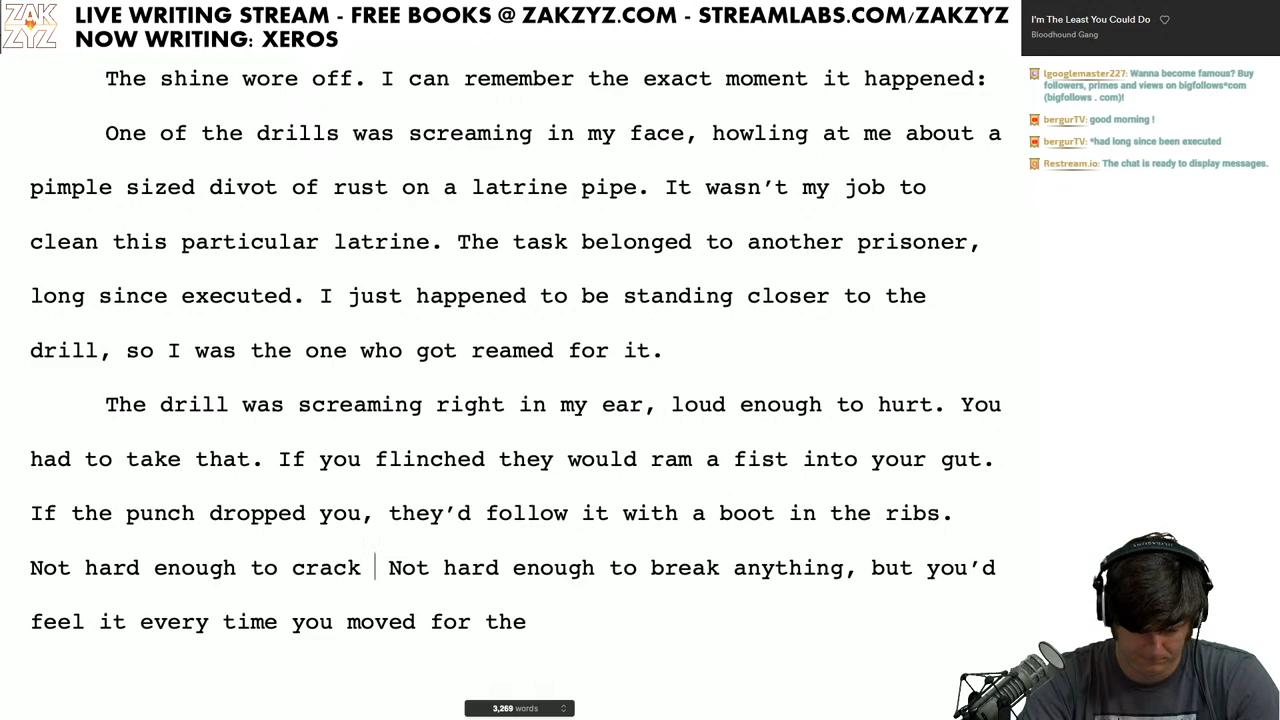 ZAK
ZYZ
LIVE WRITING STREAM - FREE BOOKS @ ZAKZYZ.COM - STREAMLABS.COM/ZAKZYZ
NOW WRITING: XEROS
The shine wore off. I can remember the exact moment it happened:
One of the drills was screaming in my face, howling at me about a
pimple sized divot of rust on a latrine pipe. It wasn’t my job to
clean this particular latrine. The task belonged to another prisoner,
long since executed. I just happened to be standing closer to the
drill, so I was the one who got reamed for it.
The drill was screaming right in my ear, loud enough to hurt. You
had to take that. If you flinched they would ram a fist into your gut.
If the punch dropped you, they’d follow it with a boot in the ribs.
Not hard enough to crack Not hard enough to break anything, but you’d
feel it every time you moved for the
3,269 words
I'm The Least You Could Do
Bloodhound Gang
lgooglemaster227: Wanna become famous? Buy
followers, primes and views on bigfollows*com
(bigfollows . com)!
bergurTV: good morning !
bergurTV: *had long since been executed
Restream.io: The chat is ready to display messages.